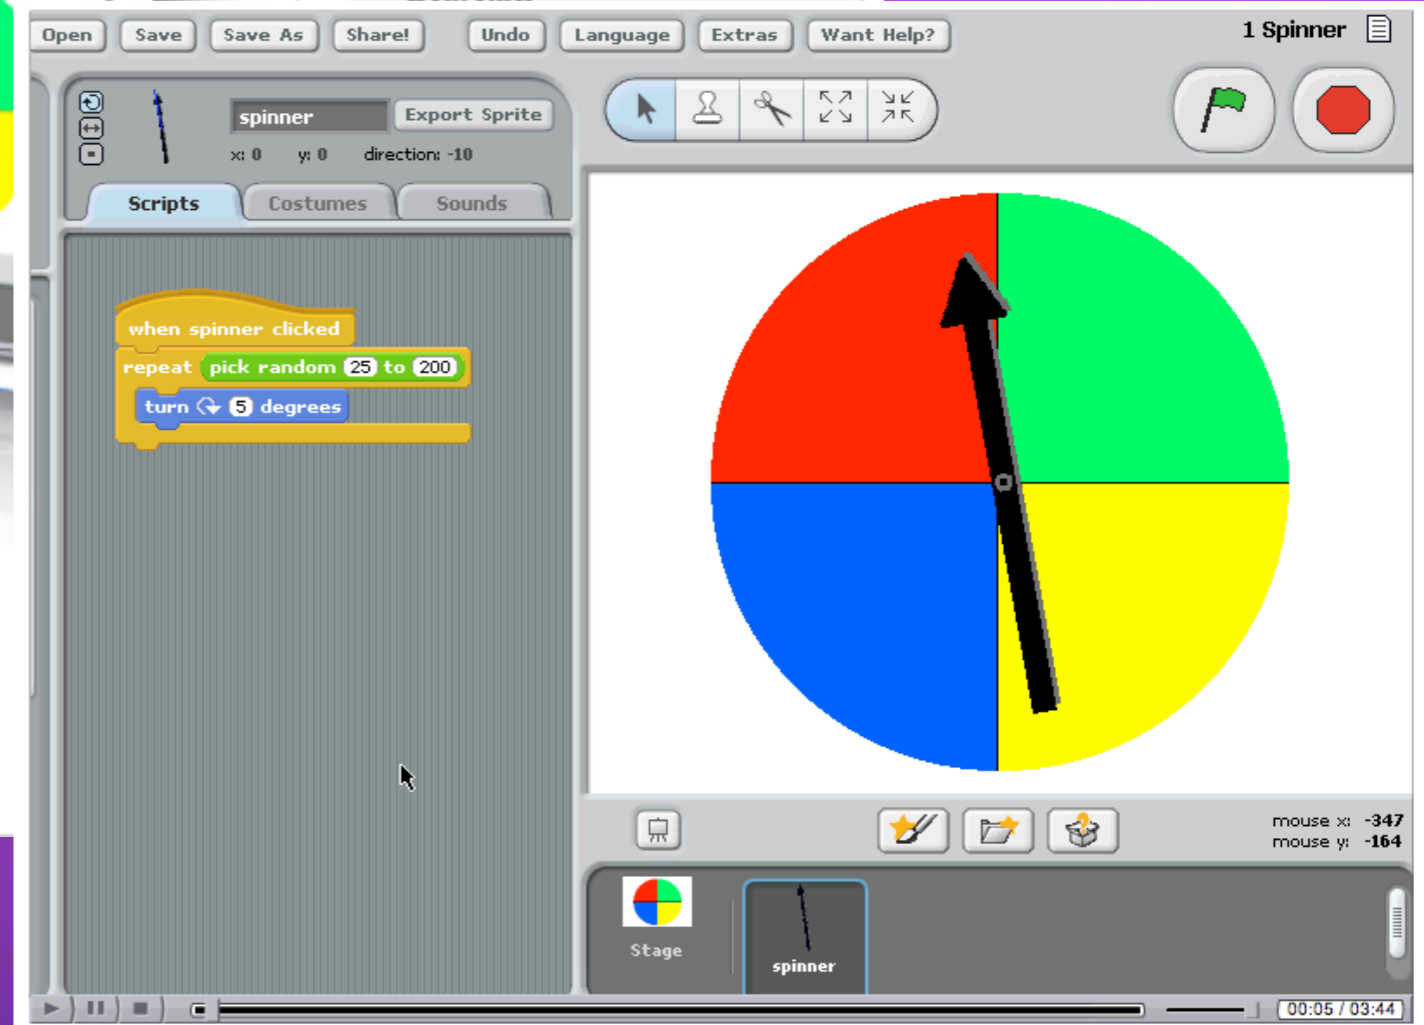 Open Save Save As Share! Undo Language Extras Want Help? 1 Spinner
spinner Export Sprite
x: 0 y: 0 direction: -10
Scripts Costumes Sounds
when spinner clicked
repeat pick random 25 to 200
turn 5 degrees
mouse x: -347
mouse y: -164
Stage
spinner
00:05 / 03:44